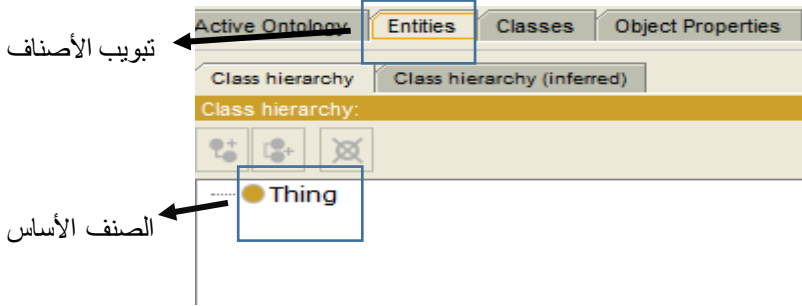 Active Ontology Entities Classes Object Properties
تبويب الأصناف
Class hierarchy Class hierarchy (inferred)
Class hierarchy:
Thing
الصنف الأساس